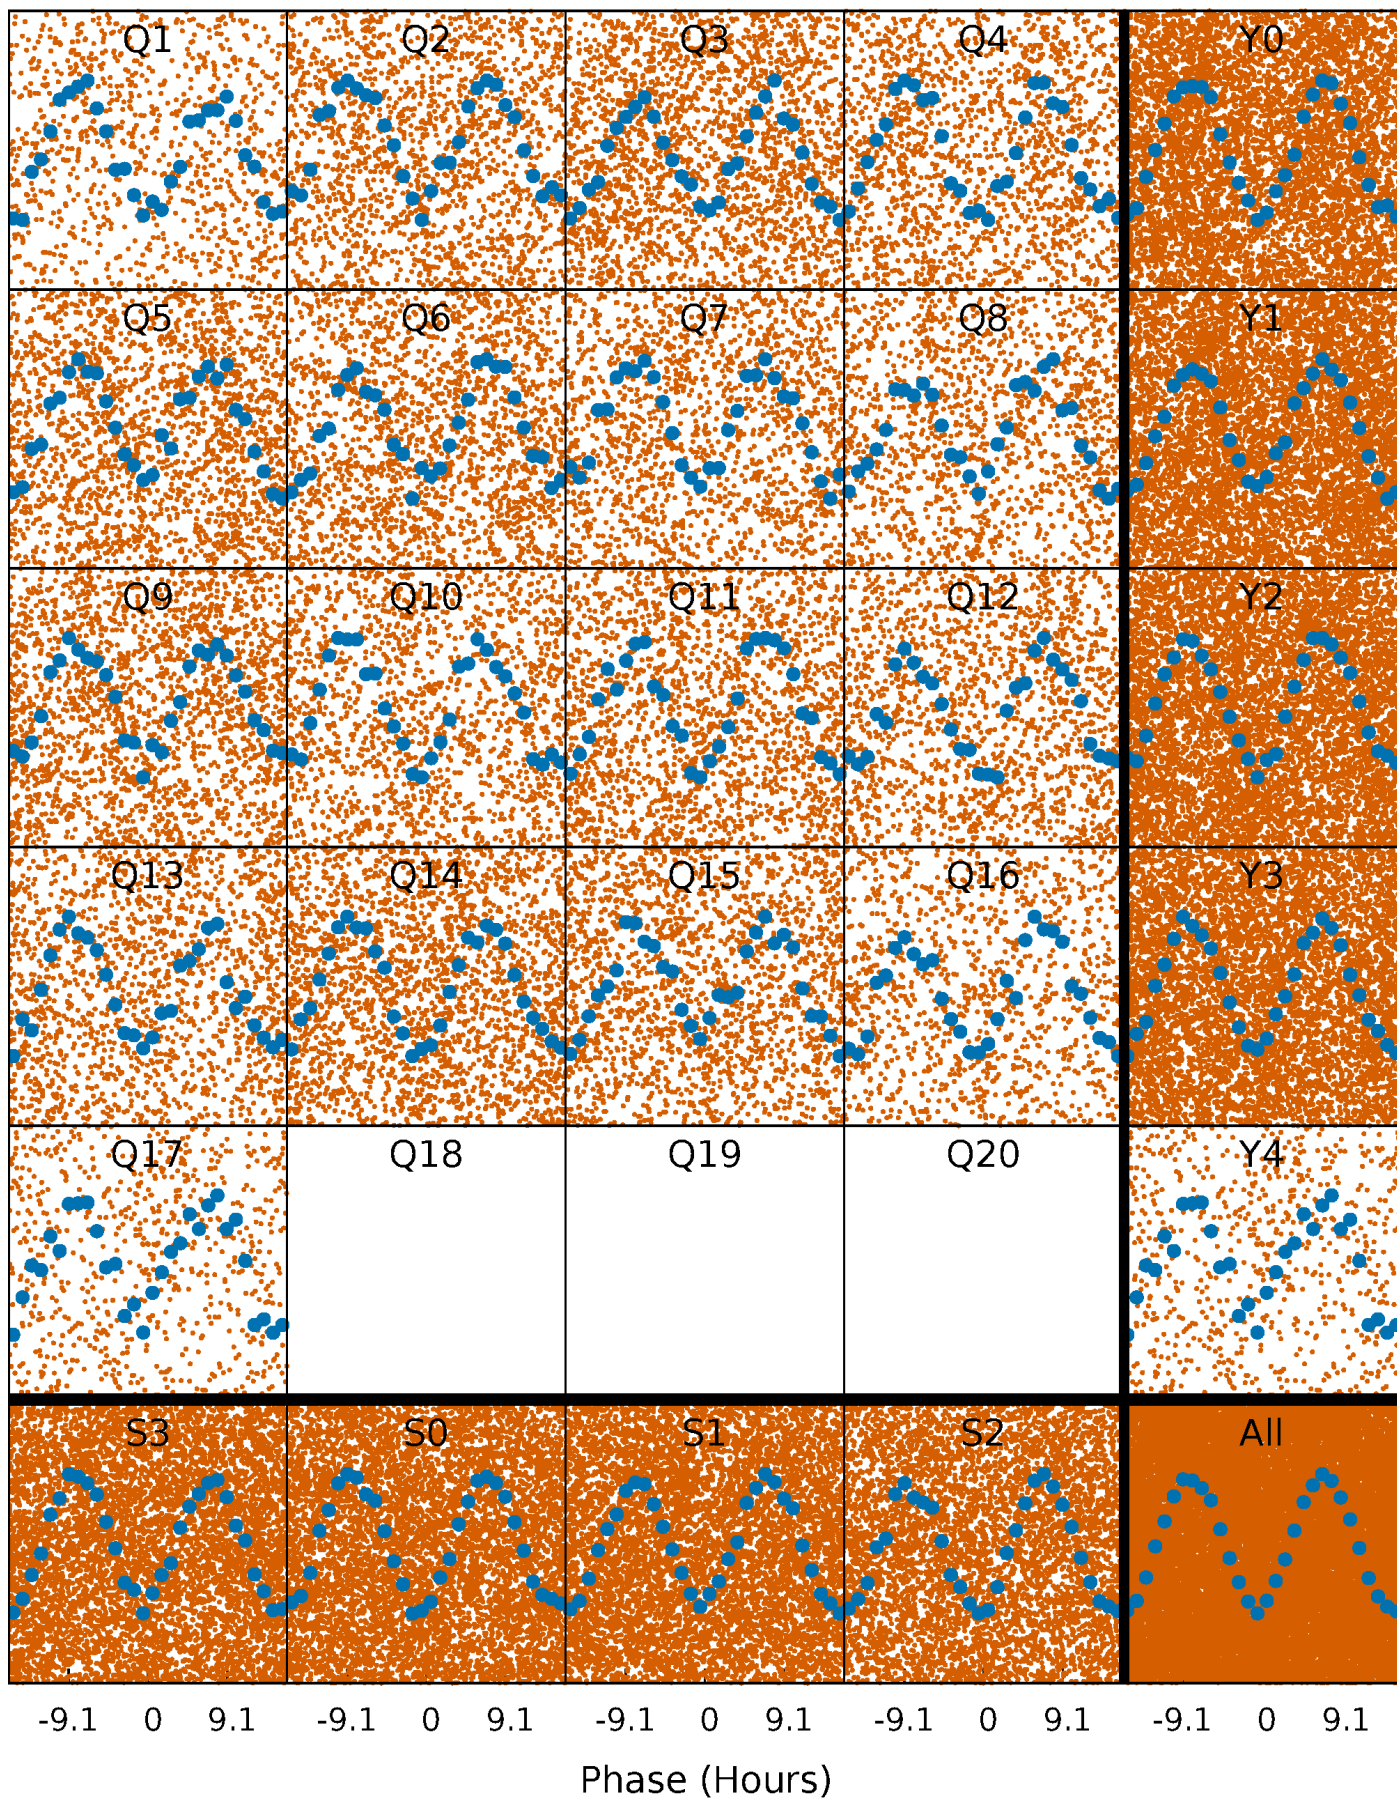 Q1 Q2 Q3 Q4 Y0
Q5 Q6 Q7 Q8 Y1
Q9 Q10 Q11 Q12 Y2
Q13 Q14 Q15 Q16 Y3
Q17 Q18 Q19 Q20 Y4
S3 S0 S1 S2 All
-9.1 0 9.1 -9.1 0 9.1 -9.1 0 9.1 -9.1 0 9.1 -9.1 0 9.1
Phase (Hours)